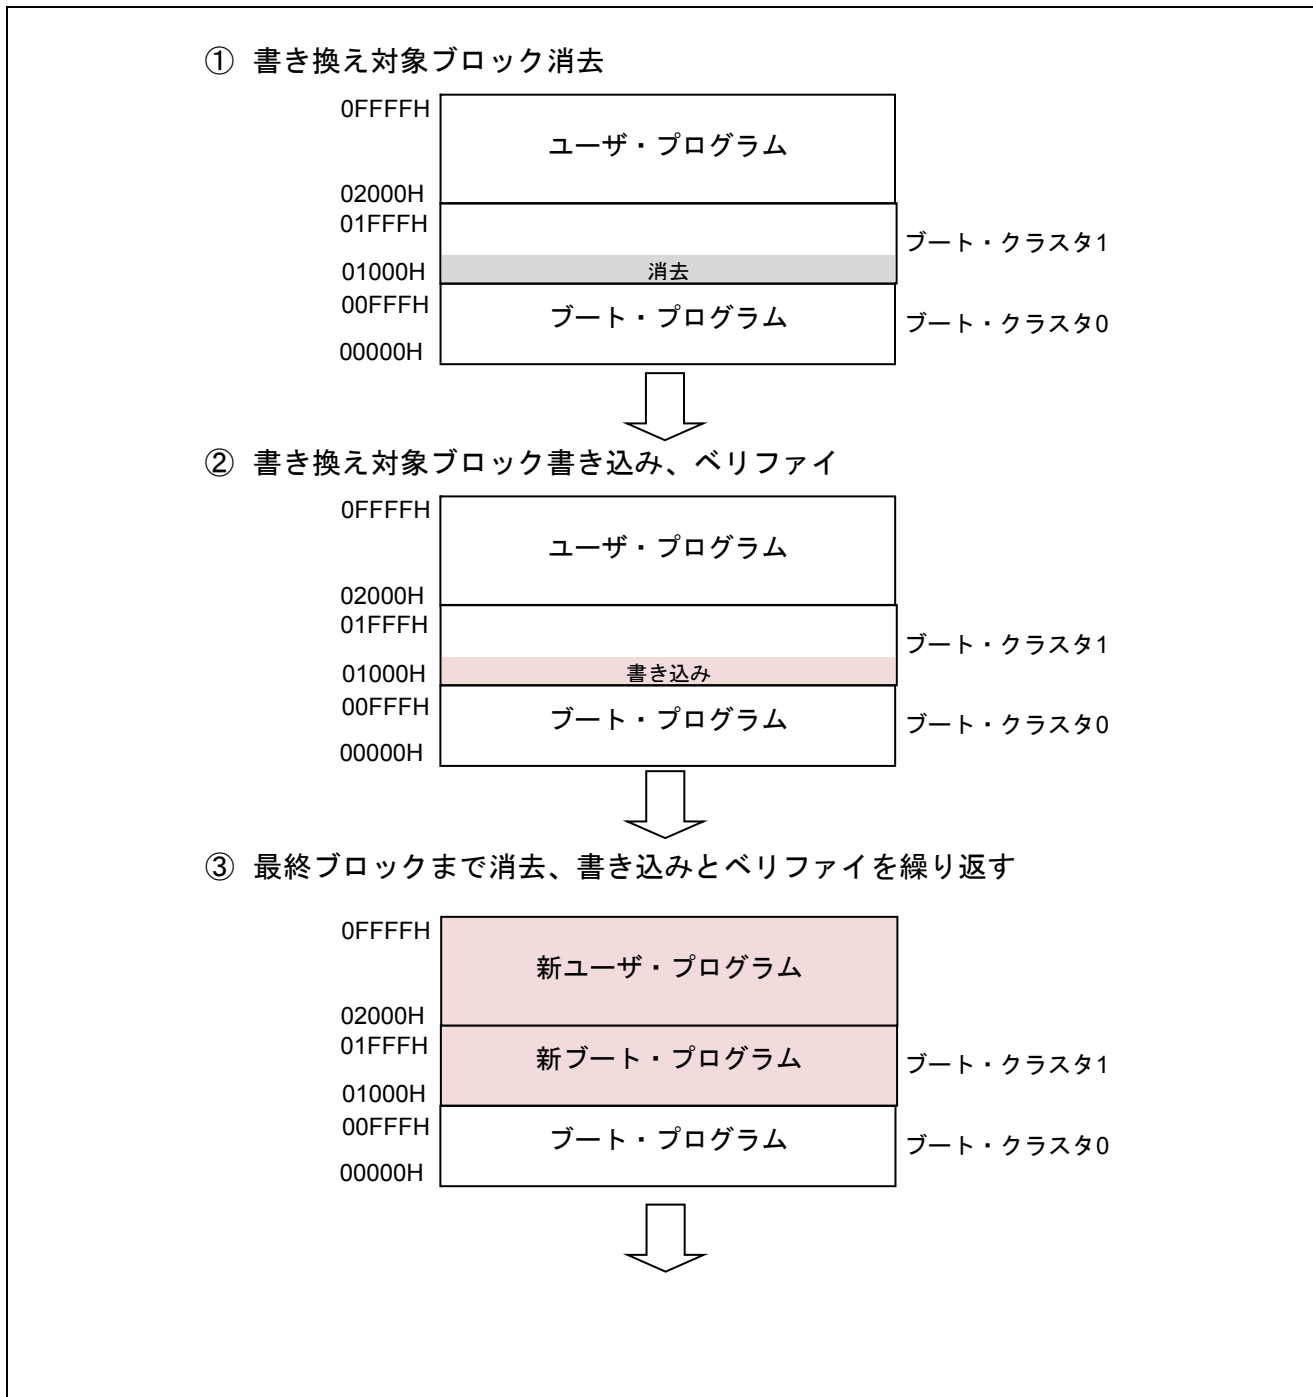 ① 書き換え対象ブロック消去
0FFFFH
ユーザ・プログラム
02000H
01FFFH
ブート・クラスタ1
01000H
消去
00FFFH
ブート・プログラム
ブート・クラスタ0
00000H
② 書き換え対象ブロック書き込み、ベリファイ
0FFFFH
ユーザ・プログラム
02000H
01FFFH
ブート・クラスタ1
01000H
書き込み
00FFFH
ブート・プログラム
ブート・クラスタ0
00000H
③ 最終ブロックまで消去、書き込みとベリファイを繰り返す
0FFFFH
新ユーザ・プログラム
02000H
01FFFH
新ブート・プログラム
ブート・クラスタ1
01000H
00FFFH
ブート・プログラム
ブート・クラスタ0
00000H